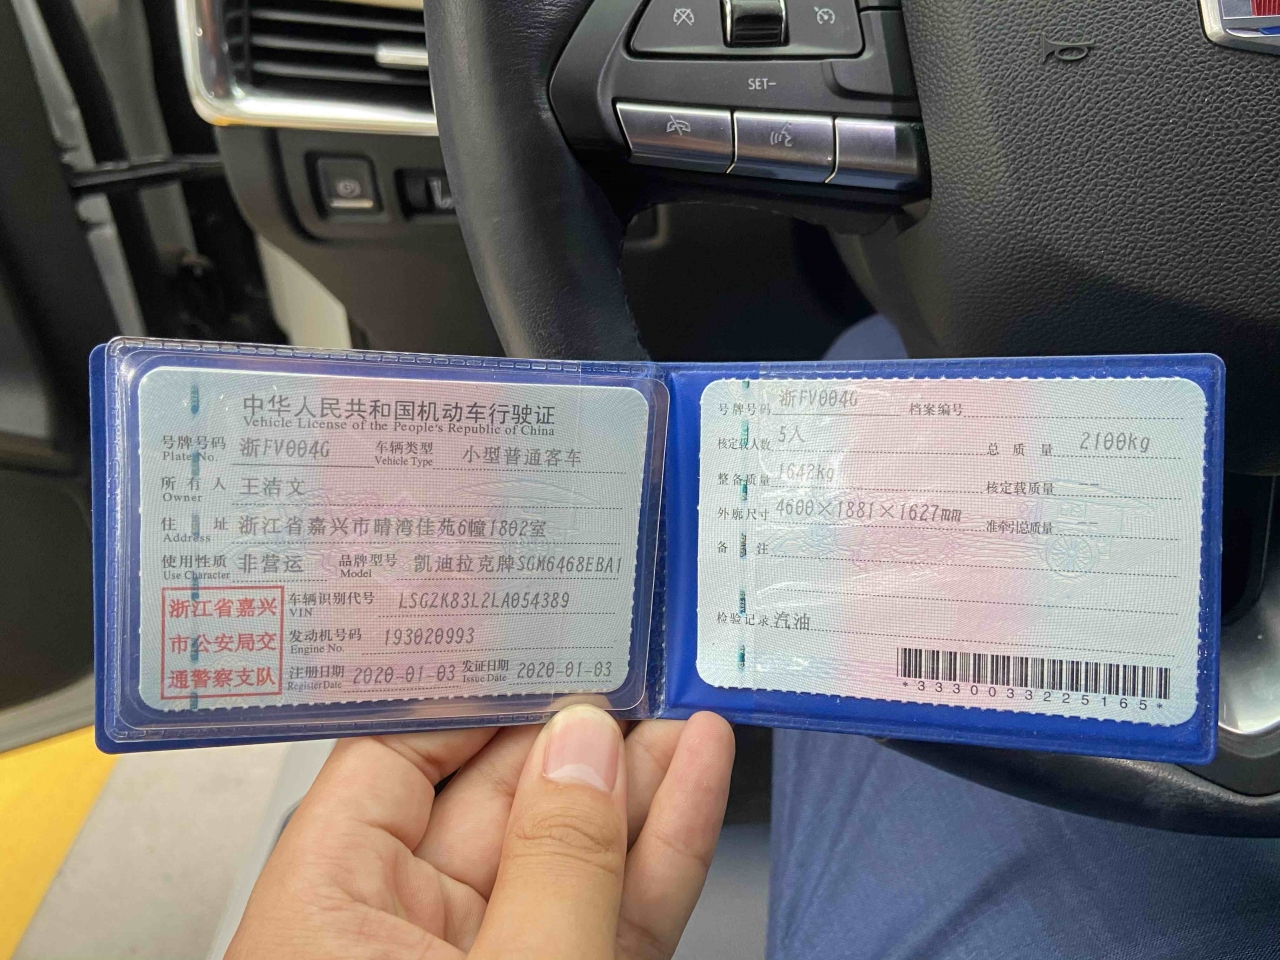 SET-
中华人民共和国机动车行驶证
Vehicle License of the People's Republic of China
号牌号码 浙FV004G 车辆类型 小型普通客车
Plate No. Vehicle Type
所有人 王浩文
Owner
住址 浙江省嘉兴市晴湾佳苑6幢1802室
Address
使用性质 非营运 品牌型号 凯迪拉克牌SGM6468EBA1
Use Character Model
浙江省嘉兴
市公安局交
通警察支队
车辆识别代号 LSGZK83L2LA054389
VIN
发动机号码 193020993
Engine No.
注册日期 2020-01-03 发证日期 2020-01-03
Register Date Issue Date
号牌号码 浙FV004G 档案编号
核定载人数 5人 总质量 2100kg
整备质量 1642kg 核定载质量 --
外廓尺寸 4600×1881×1627mm 准牵引总质量 --
备注
检验记录 汽油
*3330033225165*